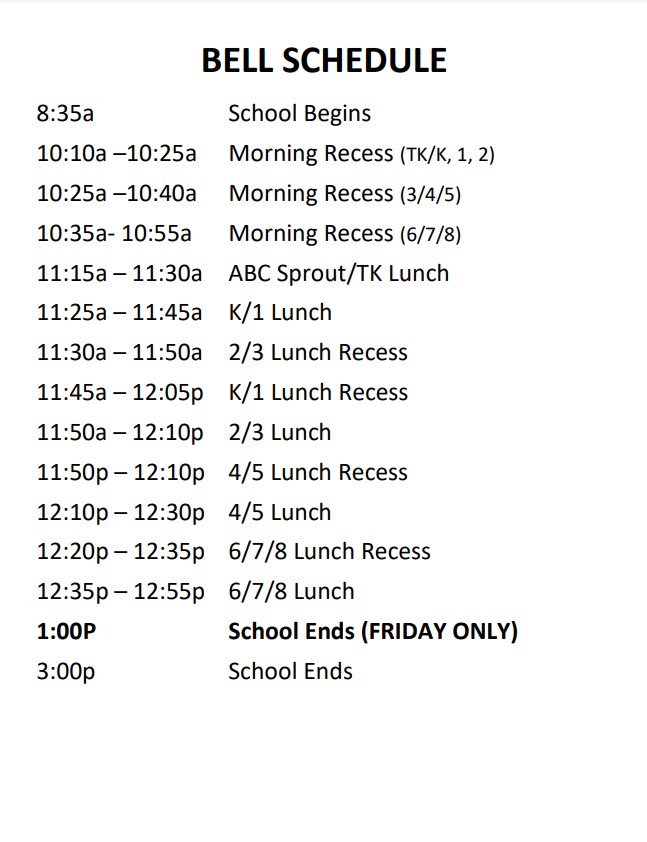 BELL SCHEDULE
8:35a School Begins
10:10a –10:25a Morning Recess (TK/K, 1, 2)
10:25a –10:40a Morning Recess (3/4/5)
10:35a- 10:55a Morning Recess (6/7/8)
11:15a – 11:30a ABC Sprout/TK Lunch
11:25a – 11:45a K/1 Lunch
11:30a – 11:50a 2/3 Lunch Recess
11:45a – 12:05p K/1 Lunch Recess
11:50a – 12:10p 2/3 Lunch
11:50p – 12:10p 4/5 Lunch Recess
12:10p – 12:30p 4/5 Lunch
12:20p – 12:35p 6/7/8 Lunch Recess
12:35p – 12:55p 6/7/8 Lunch
1:00P School Ends (FRIDAY ONLY)
3:00p School Ends